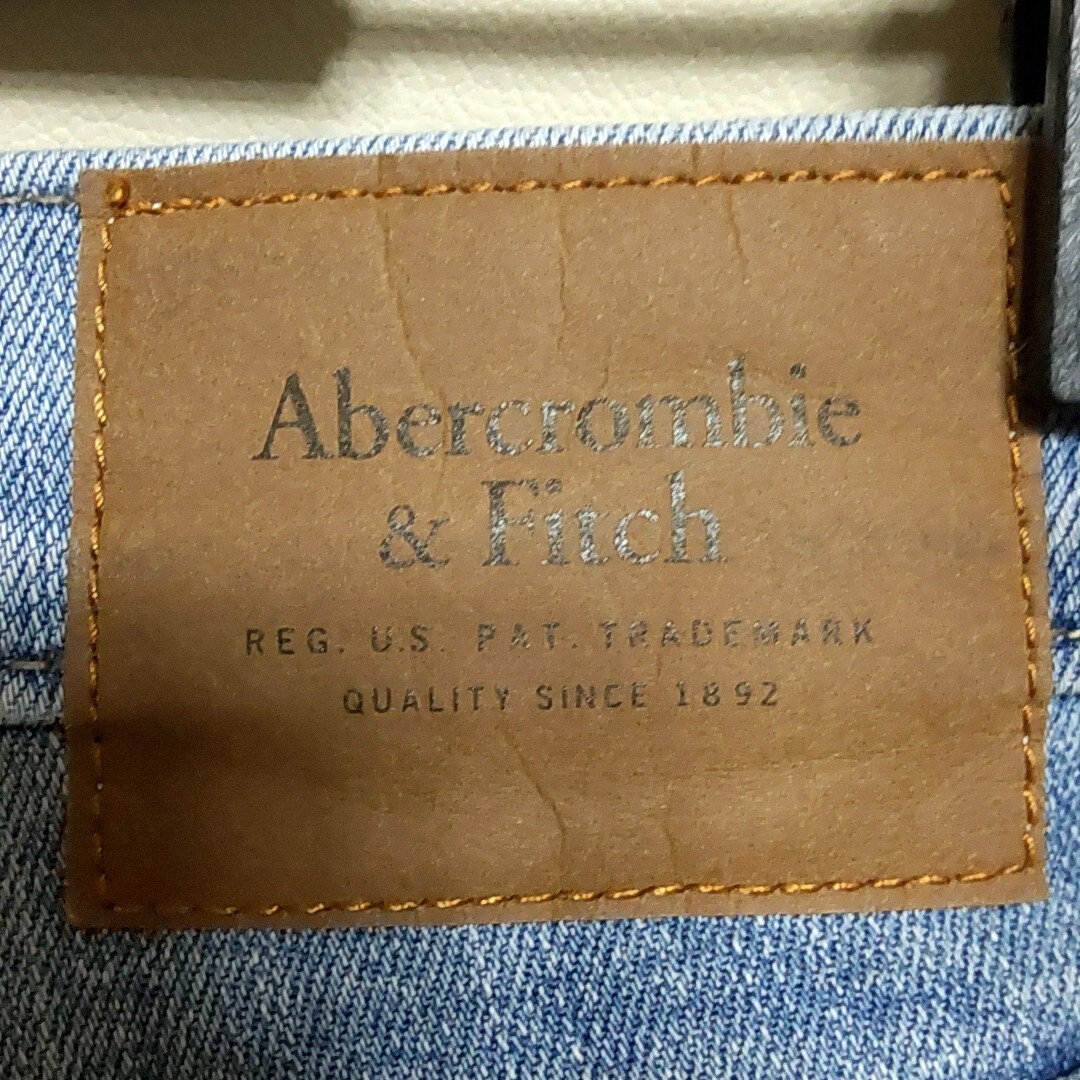 Abercrombie
& Fitch
REG. U.S. PAT. TRADEMARK
QUALITY SINCE 1892